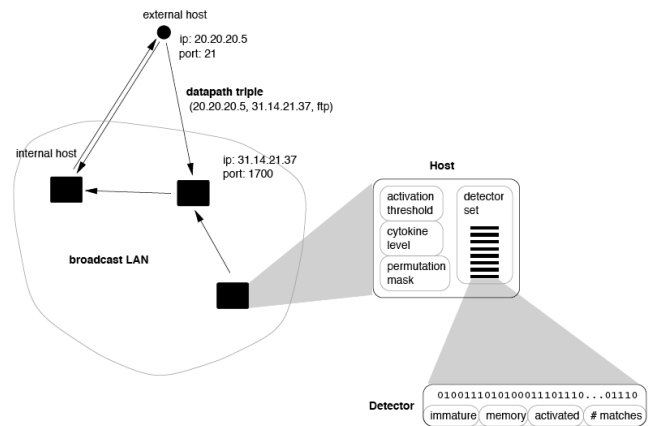 external host
ip: 20.20.20.5
port: 21
datapath triple
(20.20.20.5, 31.14.21.37, ftp)
internal host
ip: 31.14.21.37
port: 1700
broadcast LAN
Host
activation
threshold
cytokine
level
permutation
mask
detector
set
Detector
010011101010001110111​0...01110
immature
memory
activated
# matches